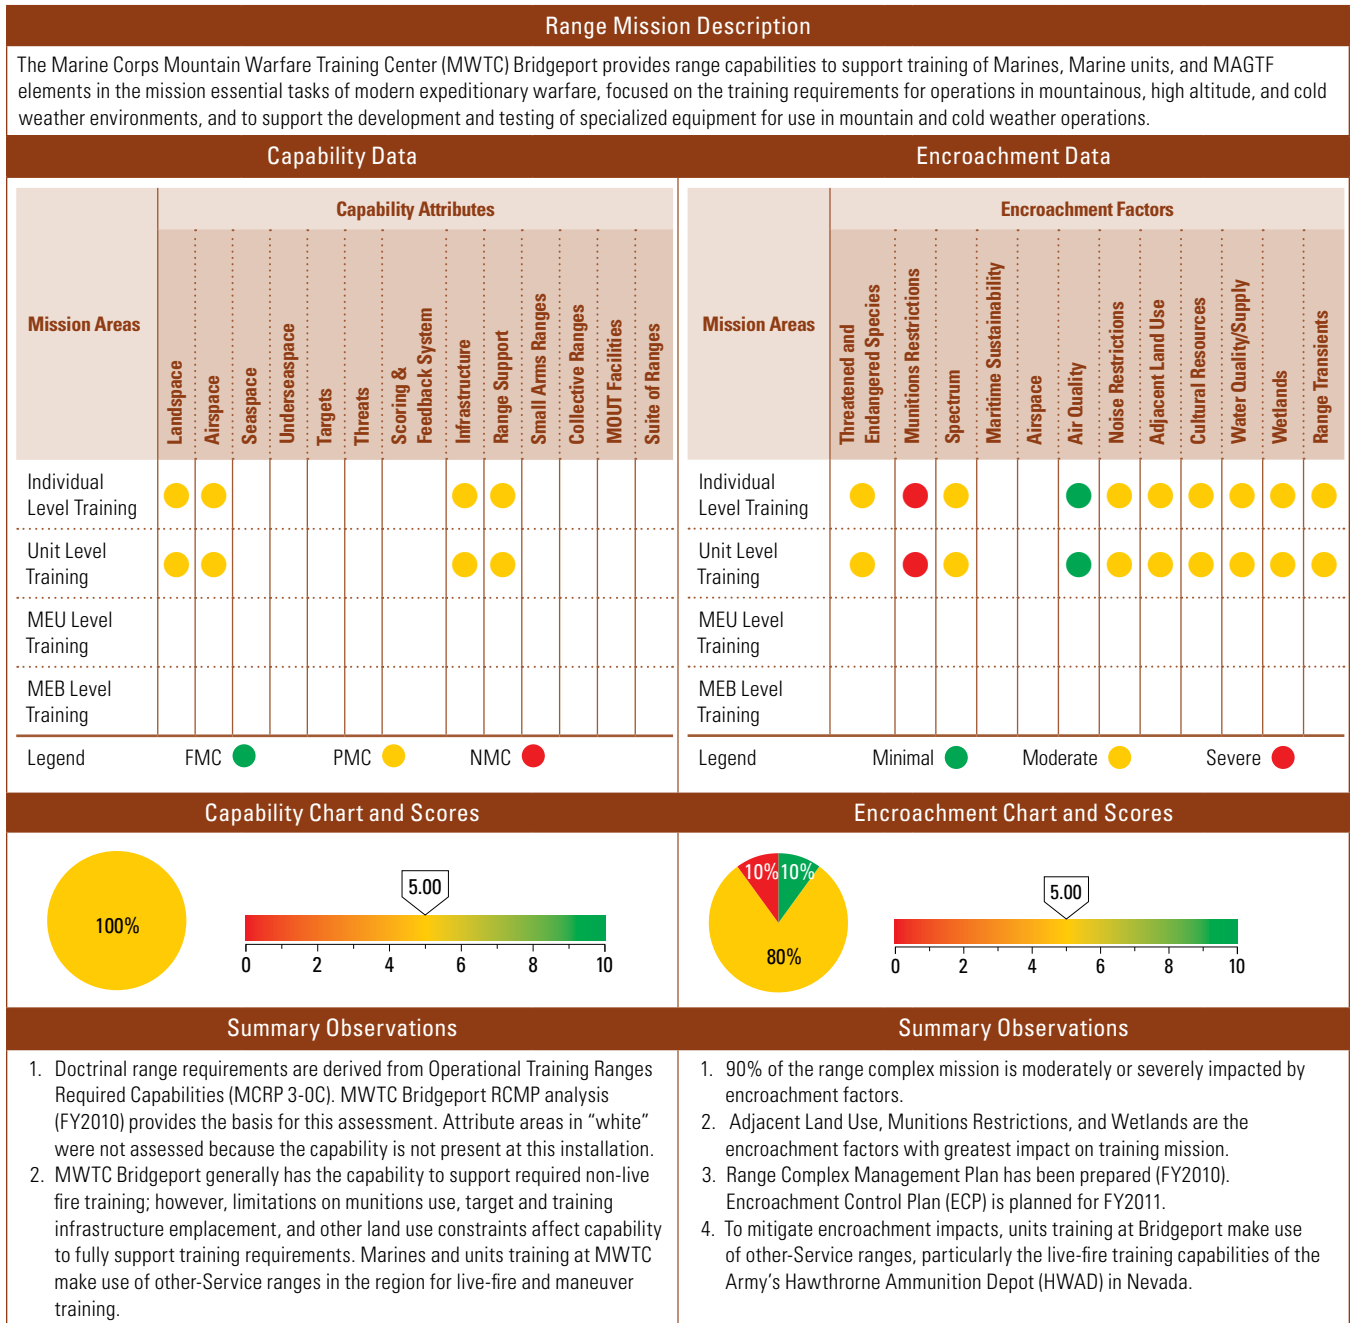 Range Mission Description
The Marine Corps Mountain Warfare Training Center (MWTC) Bridgeport provides range capabilities to support training of Marines, Marine units, and MAGTF
elements in the mission essential tasks of modern expeditionary warfare, focused on the training requirements for operations in mountainous, high altitude, and cold
weather environments, and to support the development and testing of specialized equipment for use in mountain and cold weather operations.
Capability Data
Mission Areas
Capability Attributes
Landspace
Airspace
Seaspace
Underseaspace
Targets
Threats
Scoring &
Feedback System
Infrastructure
Range Support
Small Arms Ranges
Collective Ranges
MOUT Facilities
Suite of Ranges
Individual
Level Training
Unit Level
Training
MEU Level
Training
MEB Level
Training
Legend FMC PMC NMC
Encroachment Data
Mission Areas
Encroachment Factors
Threatened and
Endangered Species
Munitions Restrictions
Spectrum
Maritime Sustainability
Airspace
Air Quality
Noise Restrictions
Adjacent Land Use
Cultural Resources
Water Quality/Supply
Wetlands
Range Transients
Individual
Level Training
Unit Level
Training
MEU Level
Training
MEB Level
Training
Legend Minimal Moderate Severe
Capability Chart and Scores
100%
5.00
0 2 4 6 8 10
Encroachment Chart and Scores
10% 10%
80%
5.00
0 2 4 6 8 10
Summary Observations
1. Doctrinal range requirements are derived from Operational Training Ranges
Required Capabilities (MCRP 3-0C). MWTC Bridgeport RCMP analysis
(FY2010) provides the basis for this assessment. Attribute areas in “white”
were not assessed because the capability is not present at this installation.
2. MWTC Bridgeport generally has the capability to support required non-live
fire training; however, limitations on munitions use, target and training
infrastructure emplacement, and other land use constraints affect capability
to fully support training requirements. Marines and units training at MWTC
make use of other-Service ranges in the region for live-fire and maneuver
training.
Summary Observations
1. 90% of the range complex mission is moderately or severely impacted by
encroachment factors.
2. Adjacent Land Use, Munitions Restrictions, and Wetlands are the
encroachment factors with greatest impact on training mission.
3. Range Complex Management Plan has been prepared (FY2010).
Encroachment Control Plan (ECP) is planned for FY2011.
4. To mitigate encroachment impacts, units training at Bridgeport make use
of other-Service ranges, particularly the live-fire training capabilities of the
Army’s Hawthrorne Ammunition Depot (HWAD) in Nevada.